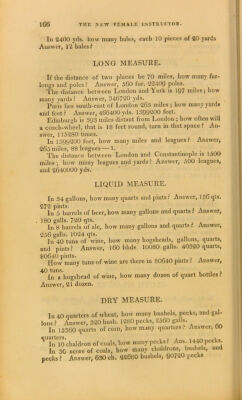 166 THE NEW FEMALE INSTRUCTOR.
In 2400 yds. how many bales, each 10 pieces of 20 yards
Answer, 12 bales?
LONG MEASURE.
If the distance of two places be 70 miles, how many fur-
longs and poles? Answer, 560 fur. 22400 poles.
The distance between London and York is 197 miles; how
many yards? Answer, 346720 yds.
Paris lies south-east of London 265 miles; how many yards
and feet? Answer, 466400 yds. 1399200 feet.
Edinburgh is 393 miles distant from London; how often will
a coach-wheel, that is 18 feet round, turn in that space? An-
swer, 115280 times.
In 1399200 feet, how many miles and leagues? Answer,
265 miles, 88 leagues—1.
The distance between London and Constantinople is 1500
miles; how many leagues and yards? Answer, 500 leagues,
and 2640000 yds.
LIQUID MEASURE.
In 34 gallons, how many quarts and pints? Answer, 136 qts.
272 pints.
In 5 barrels of beer, how many gallons and quarts? Answer,
180 galls. 720 qts.
In 8 barrels of ale, how many gallons and quarts? Answer,
256 galls. 1024 qts.
In 40 tuns of wine, how many hogsheads, gallons, quarts,
and pints? Answer, 160 hhds. 10080 galls. 40320 quarts,
80640 pints.
How many tuns of wine are there in 80640 pints? Answer,
40 tuns.
In a hogshead of wine, how many dozen of quart bottles?
Answer, 21 dozen.
DRY MEASURE.
In 40 quarters of wheat, how many bushels, pecks, and gal-
lons? Answer, 320 bush. 1280 pecks, 2560 galls.
In 15360 quarts of corn, how many quarters? Answer, 60
quarters.
In 10 chaldron of coals, how many pecks? Ans. 1440 pecks.
In 30 score of coals, how many chaldrons, bushels, and
pecks? Answer, 630 ch. 22680 bushels, 90720 pecks